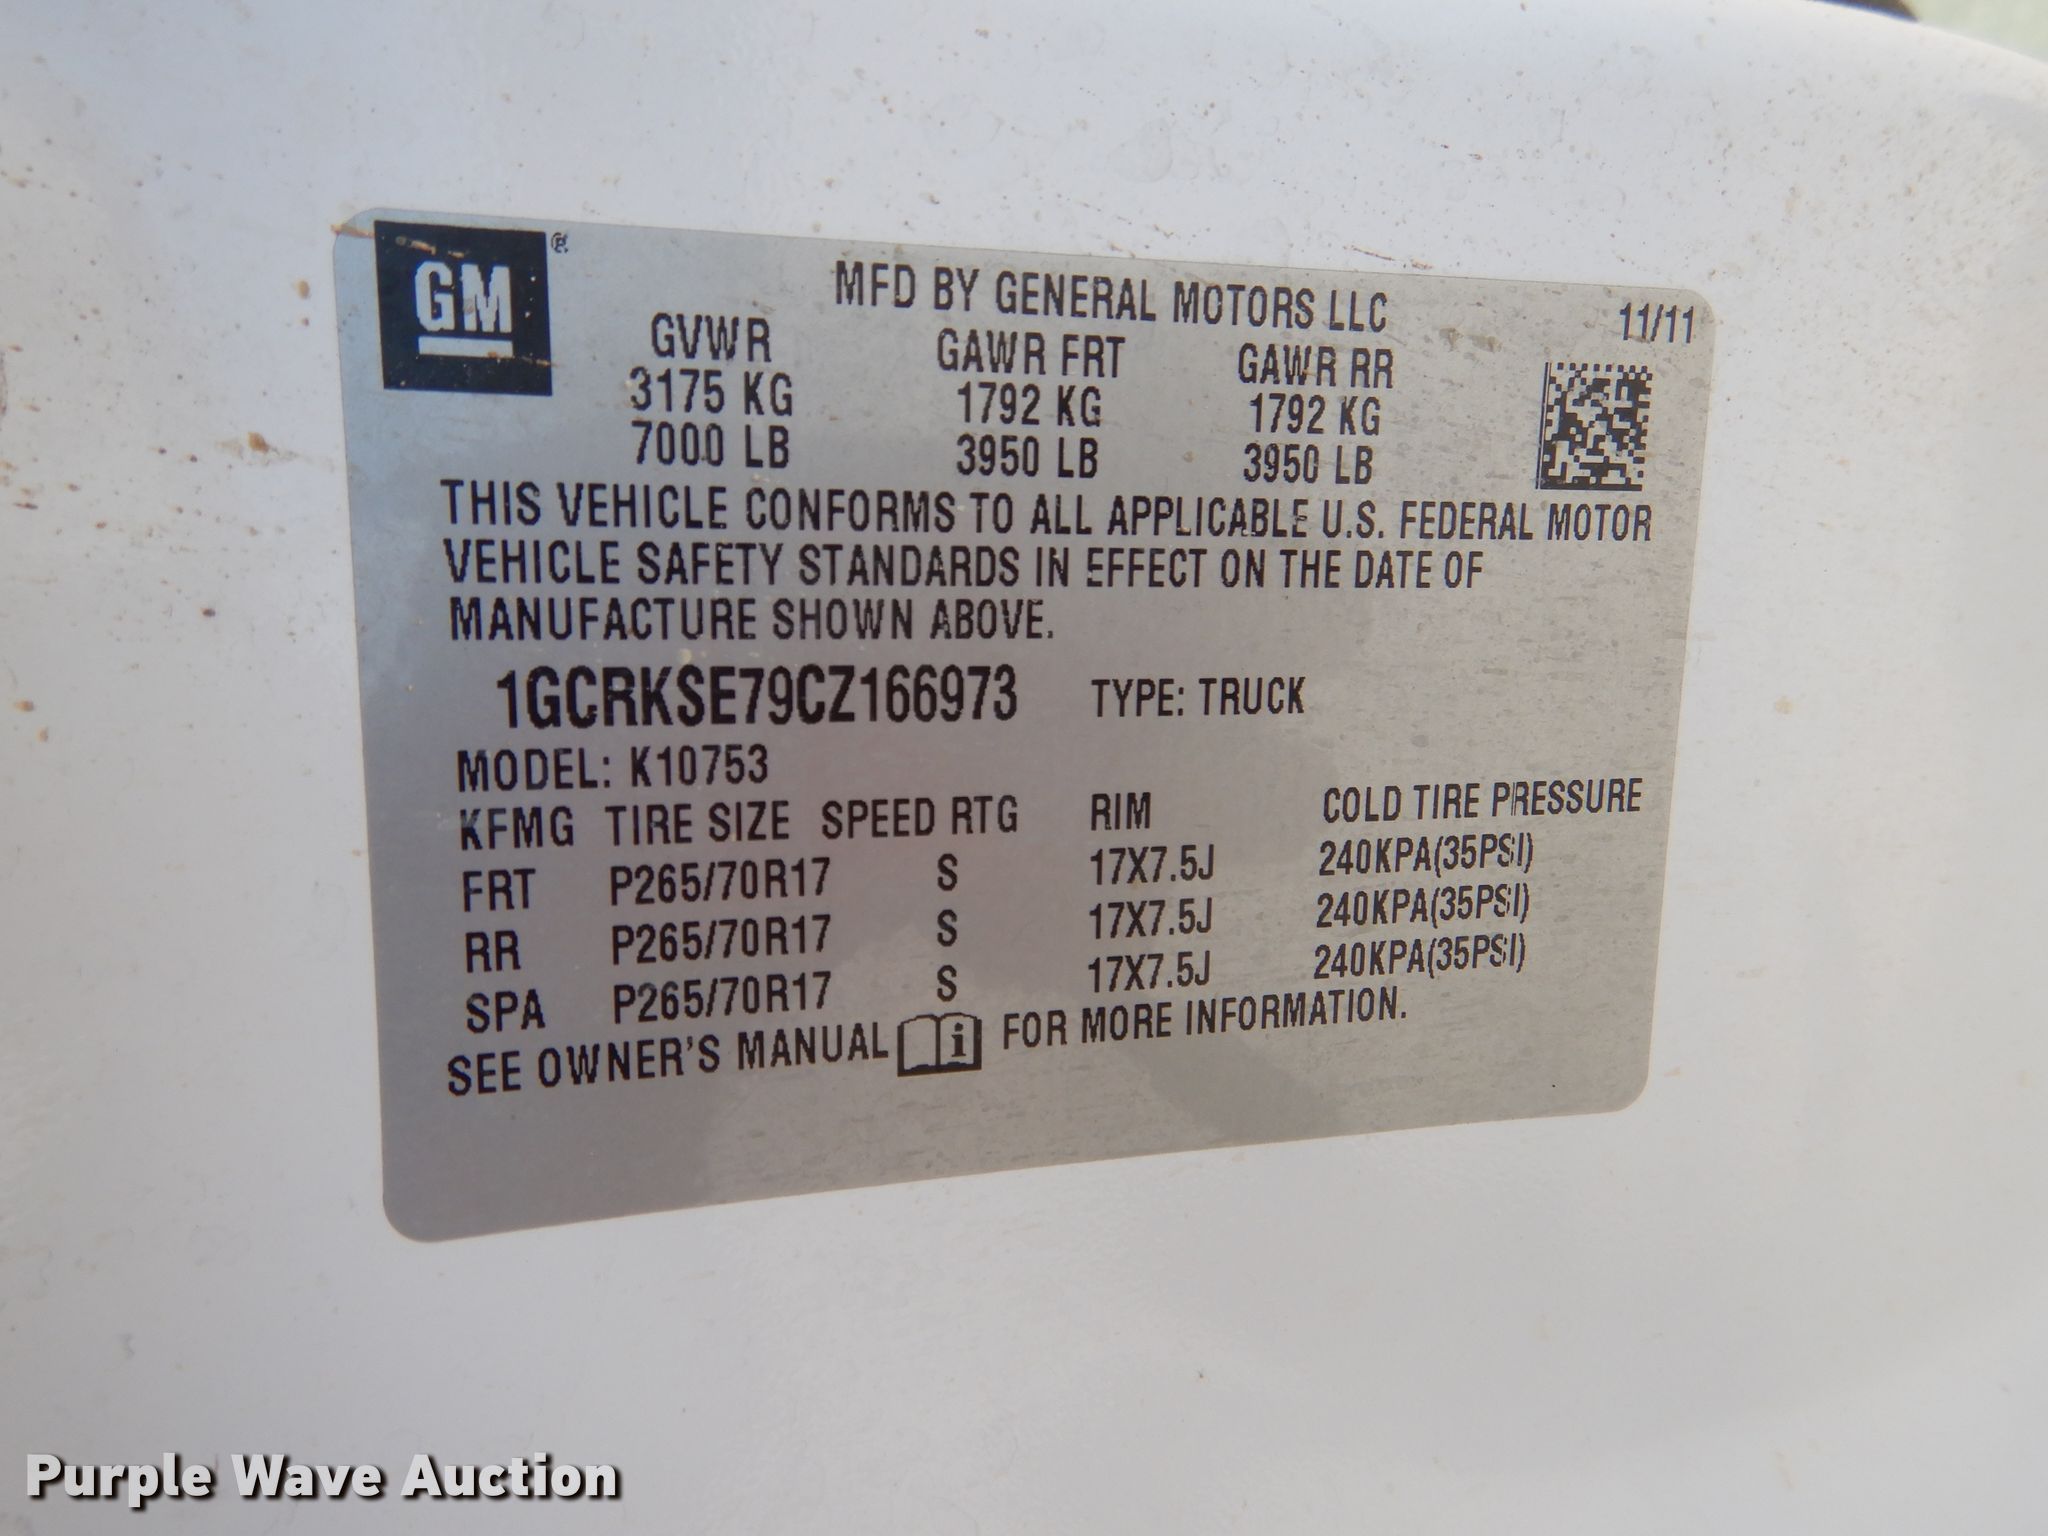 GM®
MFD BY GENERAL MOTORS LLC
11/11
GVWR GAWR FRT GAWR RR
3175 KG 1792 KG 1792 KG
7000 LB 3950 LB 3950 LB
THIS VEHICLE CONFORMS TO ALL APPLICABLE U.S. FEDERAL MOTOR
VEHICLE SAFETY STANDARDS IN EFFECT ON THE DATE OF
MANUFACTURE SHOWN ABOVE.
1GCRKSE79CZ166973 TYPE: TRUCK
MODEL: K10753
KFMG TIRE SIZE SPEED RTG RIM COLD TIRE PRESSURE
FRT P265/70R17 S 17X7.5J 240KPA(35PSI)
RR P265/70R17 S 17X7.5J 240KPA(35PSI)
SPA P265/70R17 S 17X7.5J 240KPA(35PSI)
SEE OWNER'S MANUAL i FOR MORE INFORMATION.
Purple Wave Auction